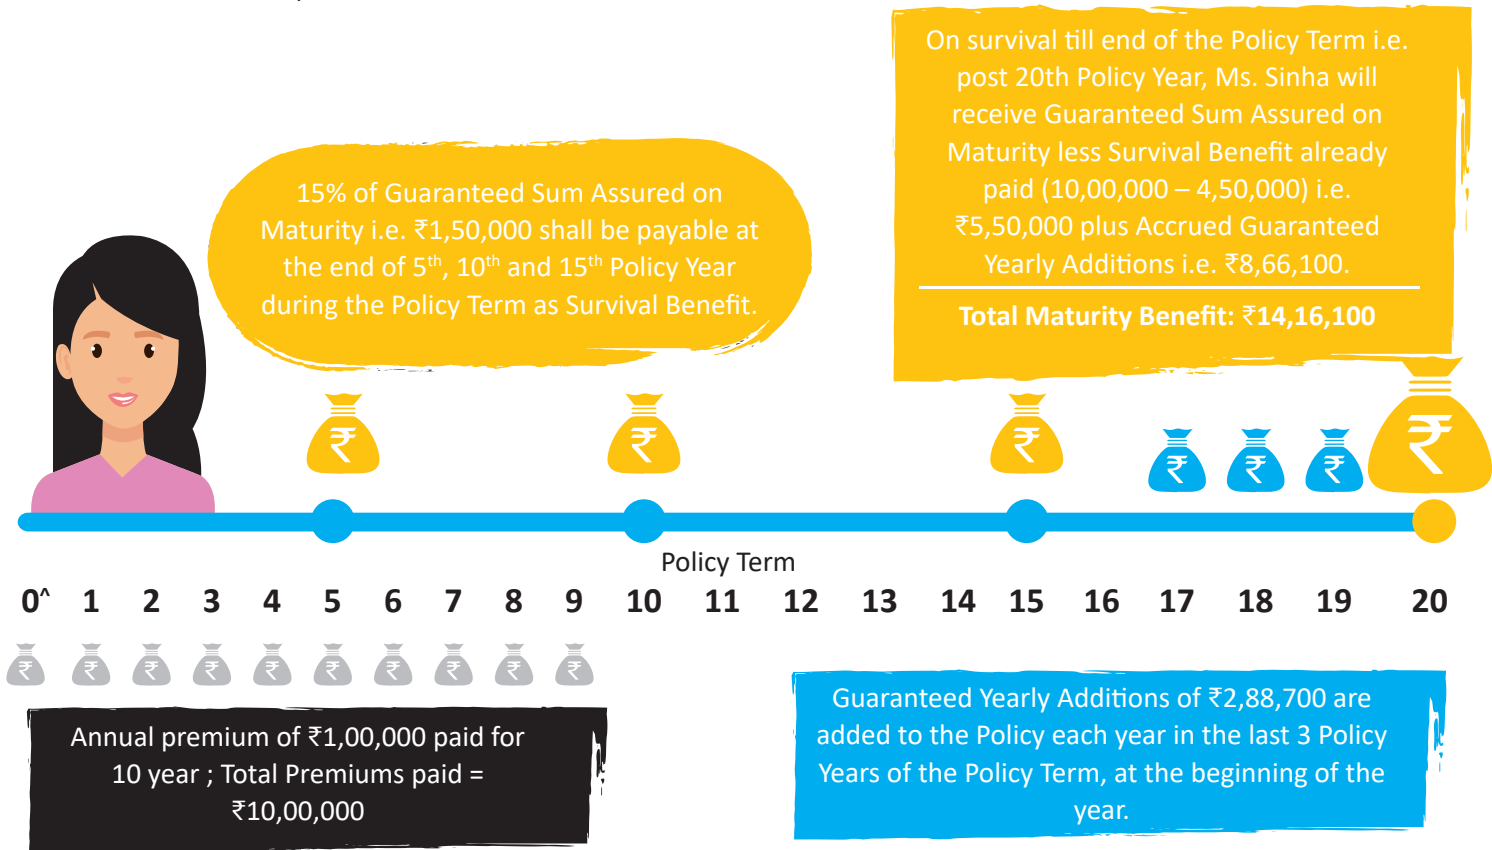 On survival till end of the Policy Term i.e.
post 20th Policy Year, Ms. Sinha will
receive Guaranteed Sum Assured on
Maturity less Survival Benefit already
paid (10,00,000 – 4,50,000) i.e.
₹5,50,000 plus Accrued Guaranteed
Yearly Additions i.e. ₹8,66,100.
Total Maturity Benefit: ₹14,16,100
15% of Guaranteed Sum Assured on
Maturity i.e. ₹1,50,000 shall be payable at
the end of 5th, 10th and 15th Policy Year
during the Policy Term as Survival Benefit.
₹ ₹ ₹ ₹ ₹ ₹ ₹
Policy Term
0^ 1 2 3 4 5 6 7 8 9 10 11 12 13 14 15 16 17 18 19 20
₹ ₹ ₹ ₹ ₹ ₹ ₹ ₹ ₹ ₹
Annual premium of ₹1,00,000 paid for
10 year ; Total Premiums paid =
₹10,00,000
Guaranteed Yearly Additions of ₹2,88,700 are
added to the Policy each year in the last 3 Policy
Years of the Policy Term, at the beginning of the
year.